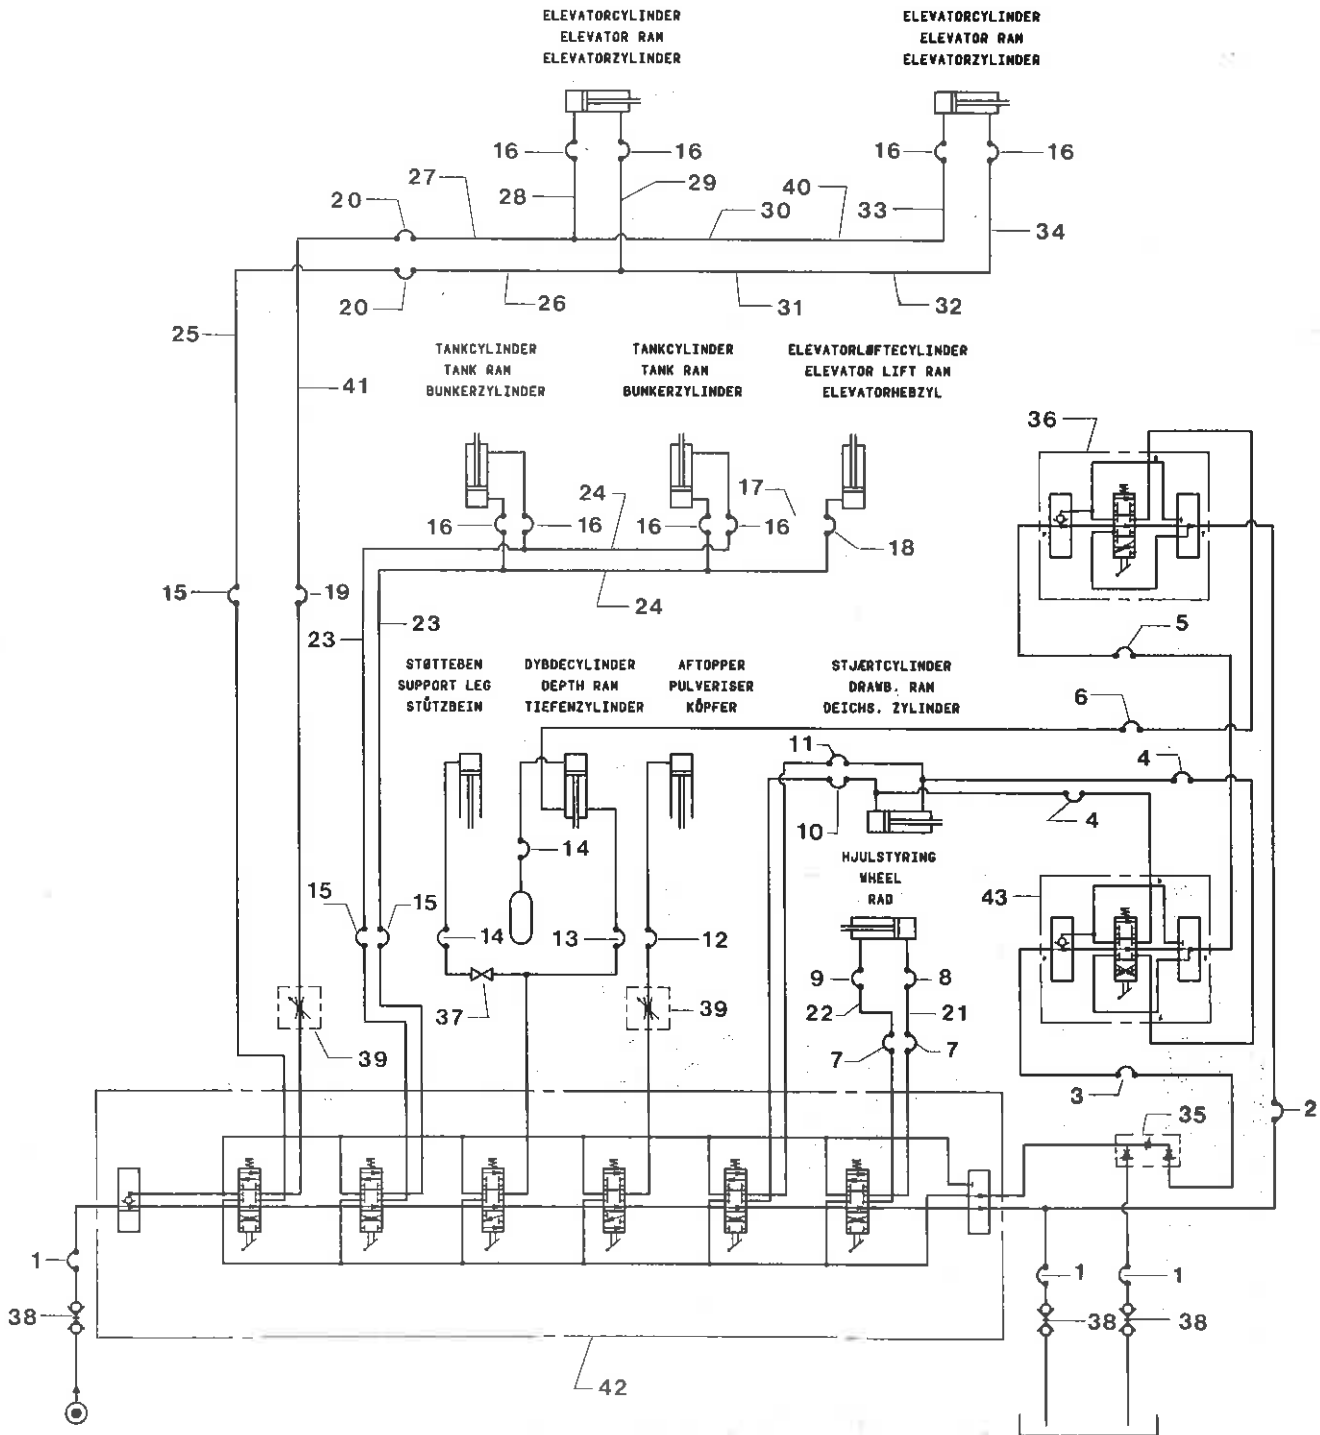 ELEVATORCYLINDER
ELEVATOR RAM
ELEVATORZYLINDER
ELEVATORCYLINDER
ELEVATOR RAM
ELEVATORZYLINDER
16
16
16
16
27
28
29
40
20
30
33
34
20
26
31
32
25
TANKCYLINDER
TANK RAM
BUNKERZYLINDER
TANKCYLINDER
TANK RAM
BUNKERZYLINDER
ELEVATORLØFTECYLINDER
ELEVATOR LIFT RAM
ELEVATORHEBZYL
41
36
24
17
16
16
16
16
18
15
19
24
23
23
5
STØTTEBEN
SUPPORT LEG
STÜTZBEIN
DYBDECYLINDER
DEPTH RAM
TIEFENZYLINDER
AFTOPPER
PULVERISER
KÖPFER
STJÆRTCYLINDER
DRAWB. RAM
DEICHS. ZYLINDER
6
11
4
10
4
14
HJULSTYRING
WHEEL
RAD
15
15
43
14
13
12
9
8
22
21
37
39
39
7
7
3
35
2
1
1
1
38
38
38
42